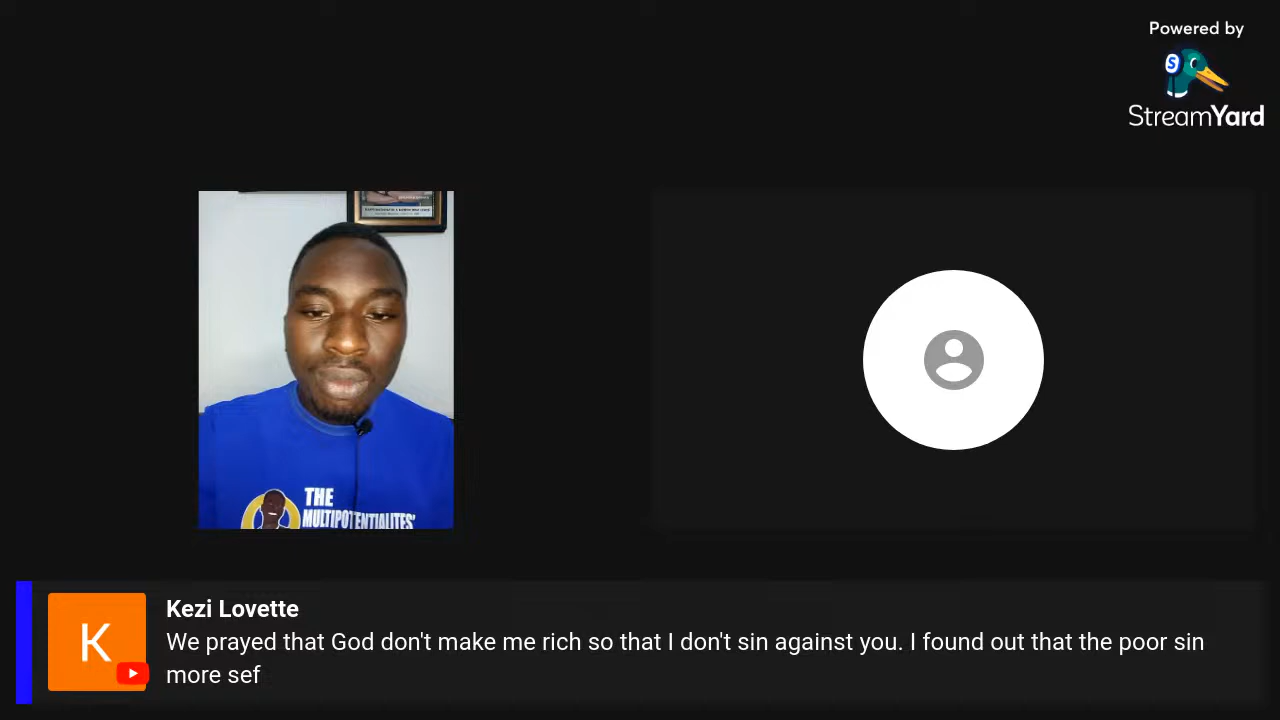 Powered by
StreamYard
THE
MULTIPOTENTIALITES'
Kezi Lovette
We prayed that God don't make me rich so that I don't sin against you. I found out that the poor sin
more sef
K